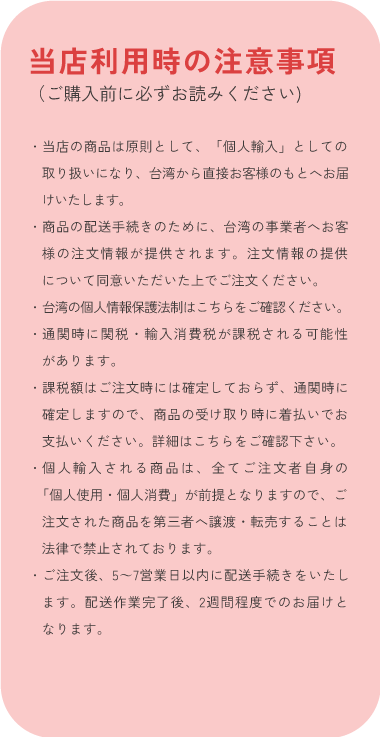 当店利用時の注意事項
（ご購入前に必ずお読みください）
・当店の商品は原則として、「個人輸入」としての
取り扱いになり、台湾から直接お客様のもとへお届
けいたします。
・商品の配送手続きのために、台湾の事業者へお客
様の注文情報が提供されます。注文情報の提供
について同意いただいた上でご注文ください。
・台湾の個人情報保護法制はこちらをご確認ください。
・通関時に関税・輸入消費税が課税される可能性
があります。
・課税額はご注文時には確定しておらず、通関時に
確定しますので、商品の受け取り時に着払いでお
支払いください。詳細はこちらをご確認下さい。
・個人輸入される商品は、全てご注文者自身の
「個人使用・個人消費」が前提となりますので、ご
注文された商品を第三者へ譲渡・転売することは
法律で禁止されております。
・ご注文後、5〜7営業日以内に配送手続きをいたし
ます。配送作業完了後、2週間程度でのお届けと
なります。